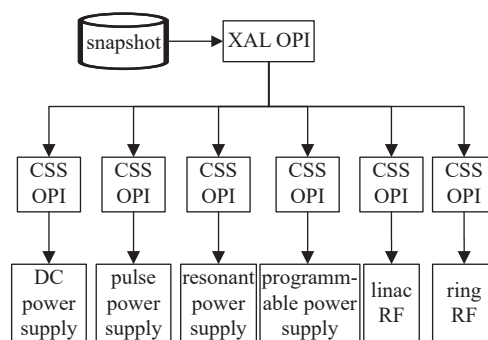 snapshot
XAL OPI
CSS
OPI
CSS
OPI
CSS
OPI
CSS
OPI
CSS
OPI
CSS
OPI
DC
power
supply
pulse
power
supply
resonant
power
supply
programm-
able power
supply
linac
RF
ring
RF